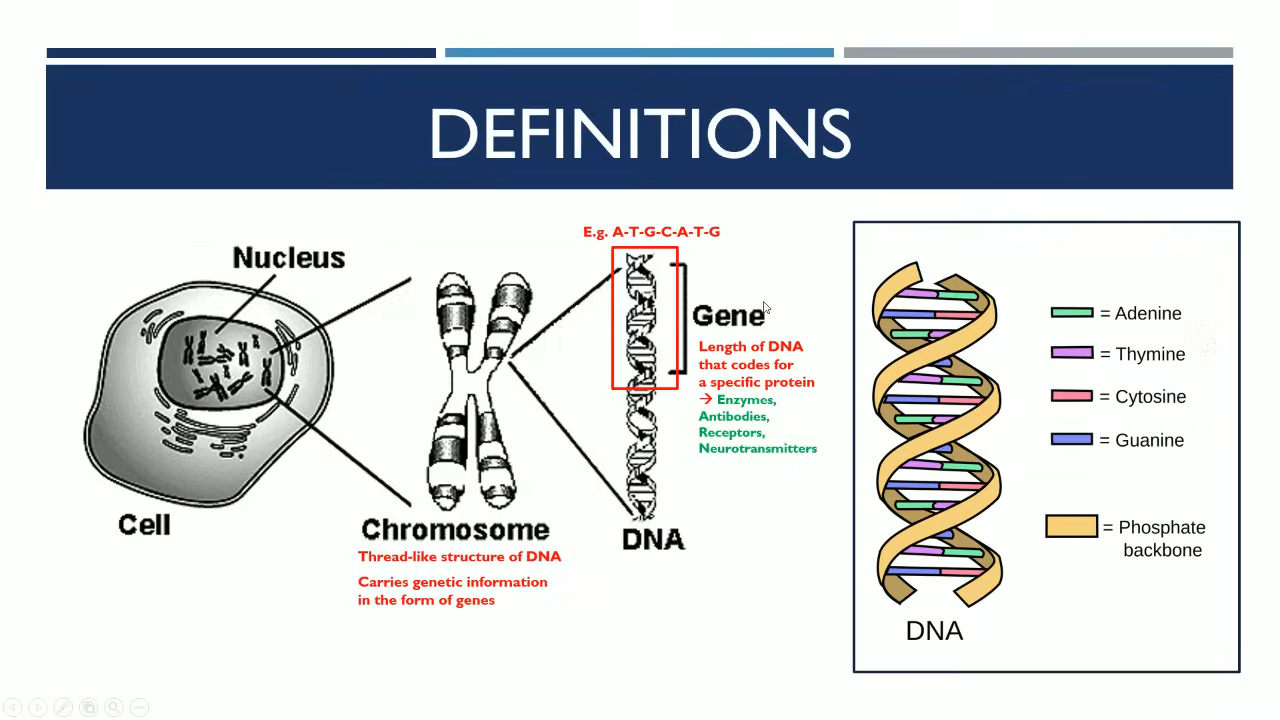 DEFINITIONS
Nucleus
Cell
Chromosome
Thread-like structure of DNA
Carries genetic information
in the form of genes
E.g. A-T-G-C-A-T-G
Gene
Length of DNA
that codes for
a specific protein
→ Enzymes,
Antibodies,
Receptors,
Neurotransmitters
DNA
= Adenine
= Thymine
= Cytosine
= Guanine
= Phosphate
backbone
DNA